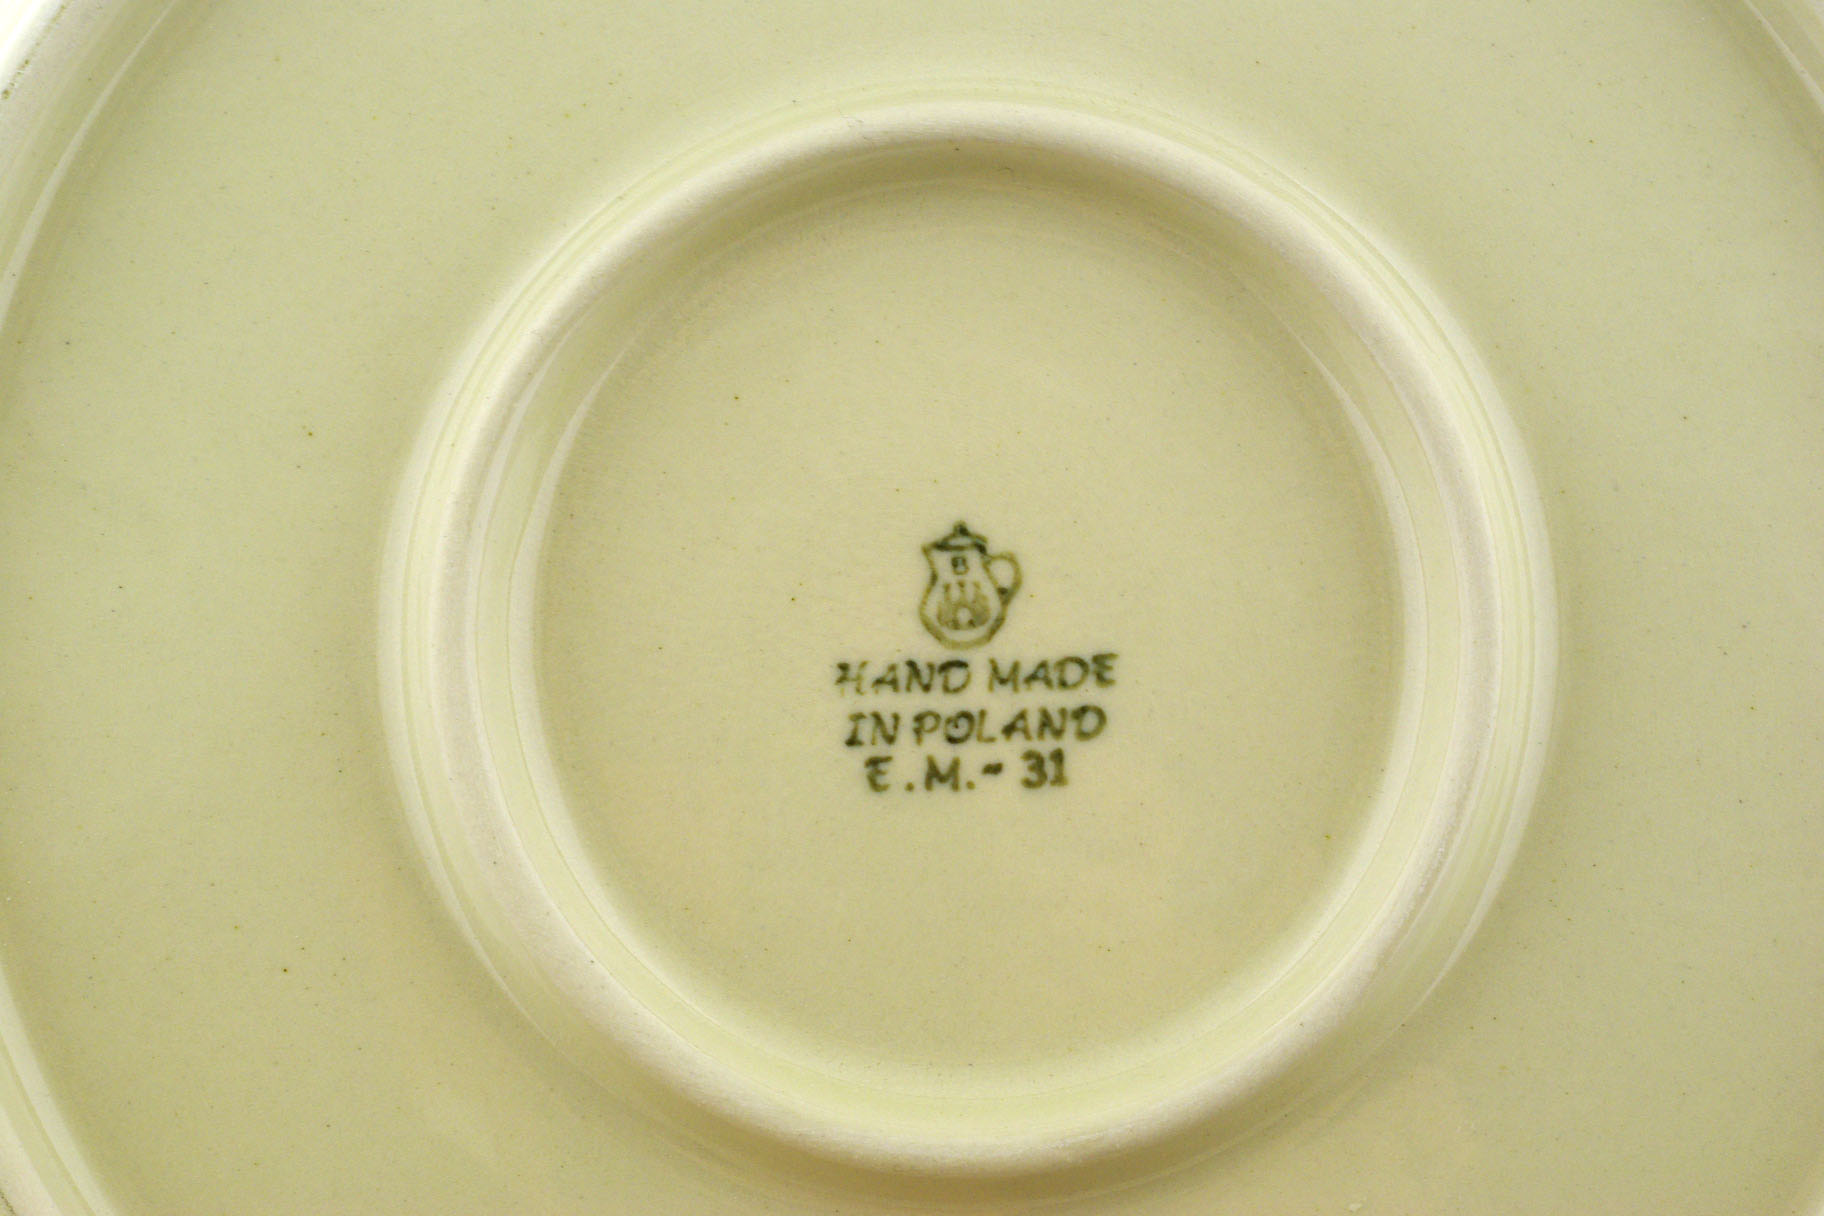 B
HAND MADE
IN POLAND
E.M.- 31